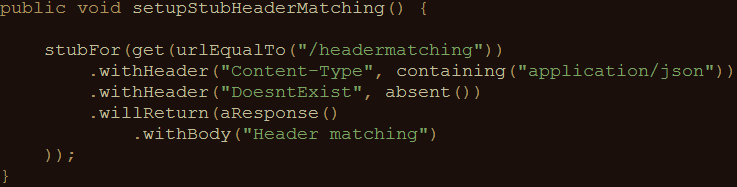 public void setupStubHeaderMatching() {
stubFor(get(urlEqualTo("/headermatching"))
.withHeader("Content-Type", containing("application/json"))
.withHeader("DoesntExist", absent())
.willReturn(aResponse()
.withBody("Header matching")
));
}